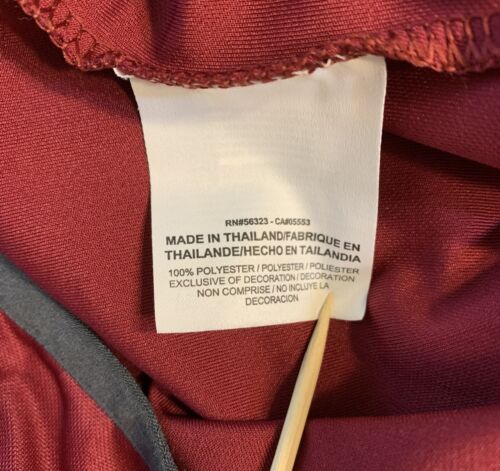 RN#56323 - CA#05553
MADE IN THAILAND/FABRIQUE EN
THAILANDE/HECHO EN TAILANDIA
100% POLYESTER / POLYESTER / POLIESTER
EXCLUSIVE OF DECORATION / DECORATION
NON COMPRISE / NO INCLUYE LA
DECORACION